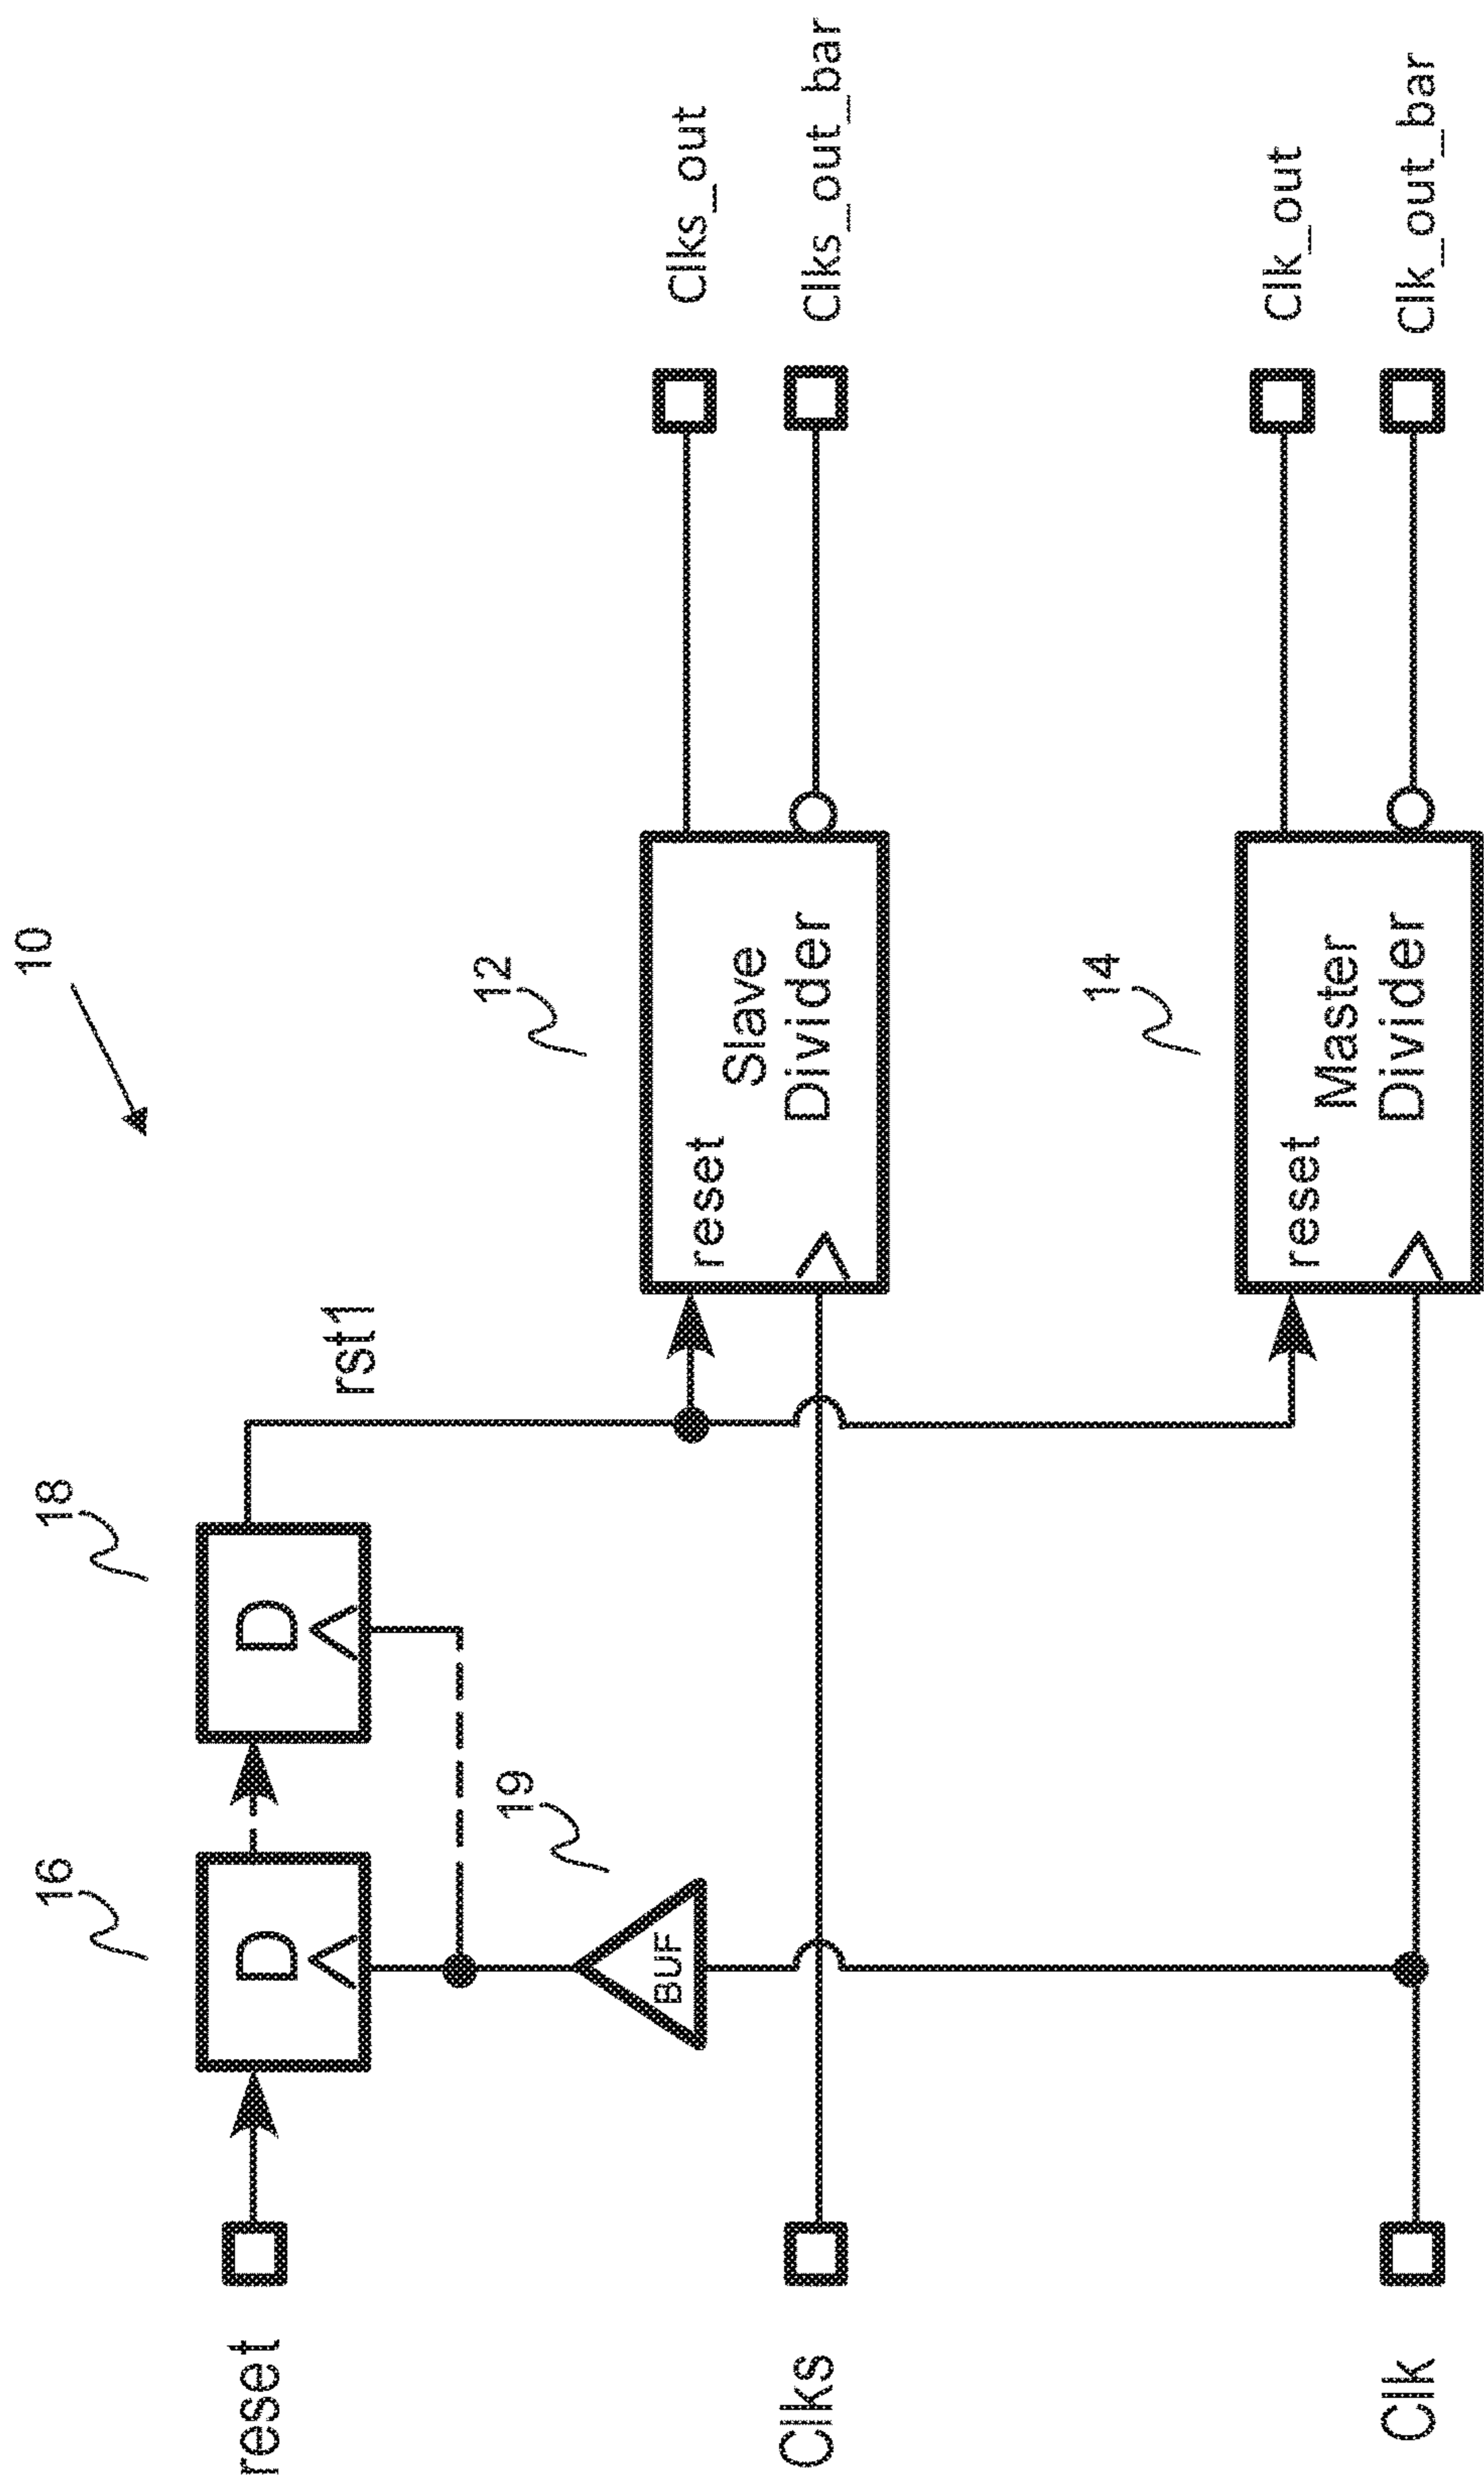 10
16
18
D
D
rst1
reset
19
BUF
12
reset
Slave
Divider
Clks_out
Clks_out_bar
Clks
14
reset
Master
Divider
Clk_out
Clk_out_bar
Clk